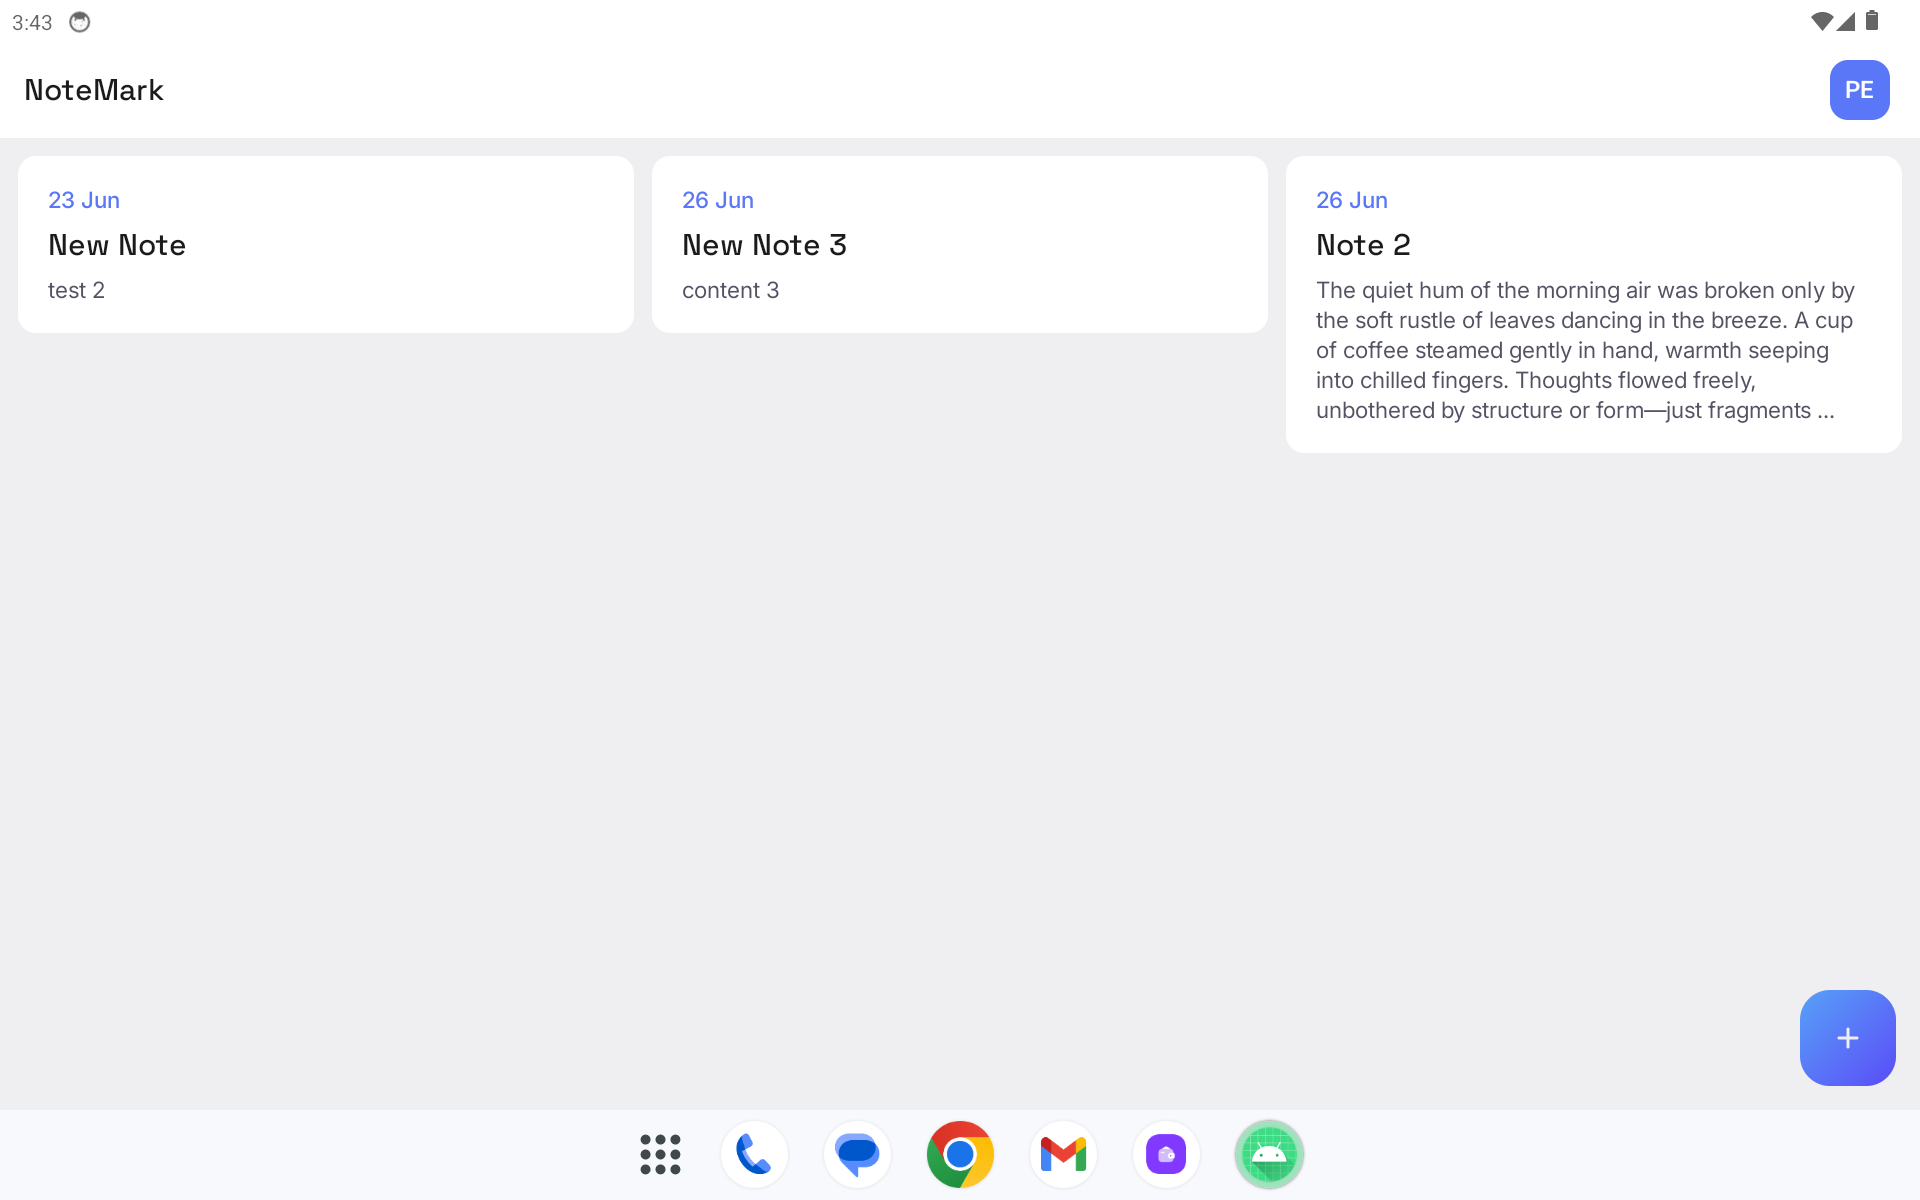 3:43
NoteMark
PE
23 Jun
New Note
test 2
26 Jun
New Note 3
content 3
26 Jun
Note 2
The quiet hum of the morning air was broken only by
the soft rustle of leaves dancing in the breeze. A cup
of coffee steamed gently in hand, warmth seeping
into chilled fingers. Thoughts flowed freely,
unbothered by structure or form—just fragments ...